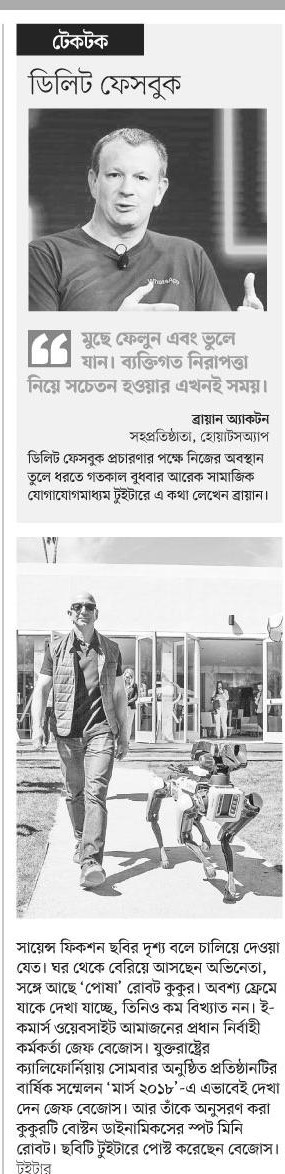 টেকটক
ডিলিট ফেসবুক
WhatsApp
মুছে ফেলুন এবং ভুলে
যান। ব্যক্তিগত নিরাপত্তা
নিয়ে সচেতন হওয়ার এখনই সময়।
ব্রায়ান অ্যাকটন
সহপ্রতিষ্ঠাতা, হোয়াটসঅ্যাপ
ডিলিট ফেসবুক প্রচারণার পক্ষে নিজের অবস্থান
তুলে ধরতে গতকাল বুধবার আরেক সামাজিক
যোগাযোগমাধ্যম টুইটারে এ কথা লেখেন ব্রায়ান।
সায়েন্স ফিকশন ছবির দৃশ্য বলে চালিয়ে দেওয়া
যেত। ঘর থেকে বেরিয়ে আসছেন অভিনেতা,
সঙ্গে আছে ‘পোষা’ রোবট কুকুর। অবশ্য ফ্রেমে
যাকে দেখা যাচ্ছে, তিনিও কম বিখ্যাত নন। ই-
কমার্স ওয়েবসাইট আমাজনের প্রধান নির্বাহী
কর্মকর্তা জেফ বেজোস। যুক্তরাষ্ট্রের
ক্যালিফোর্নিয়ায় সোমবার অনুষ্ঠিত প্রতিষ্ঠানটির
বার্ষিক সম্মেলন ‘মার্স ২০১৮’-এ এভাবেই দেখা
দেন জেফ বেজোস। আর তাঁকে অনুসরণ করা
কুকুরটি বোস্টন ডাইনামিকসের স্পট মিনি
রোবট। ছবিটি টুইটারে পোস্ট করেছেন বেজোস।
টুইটার